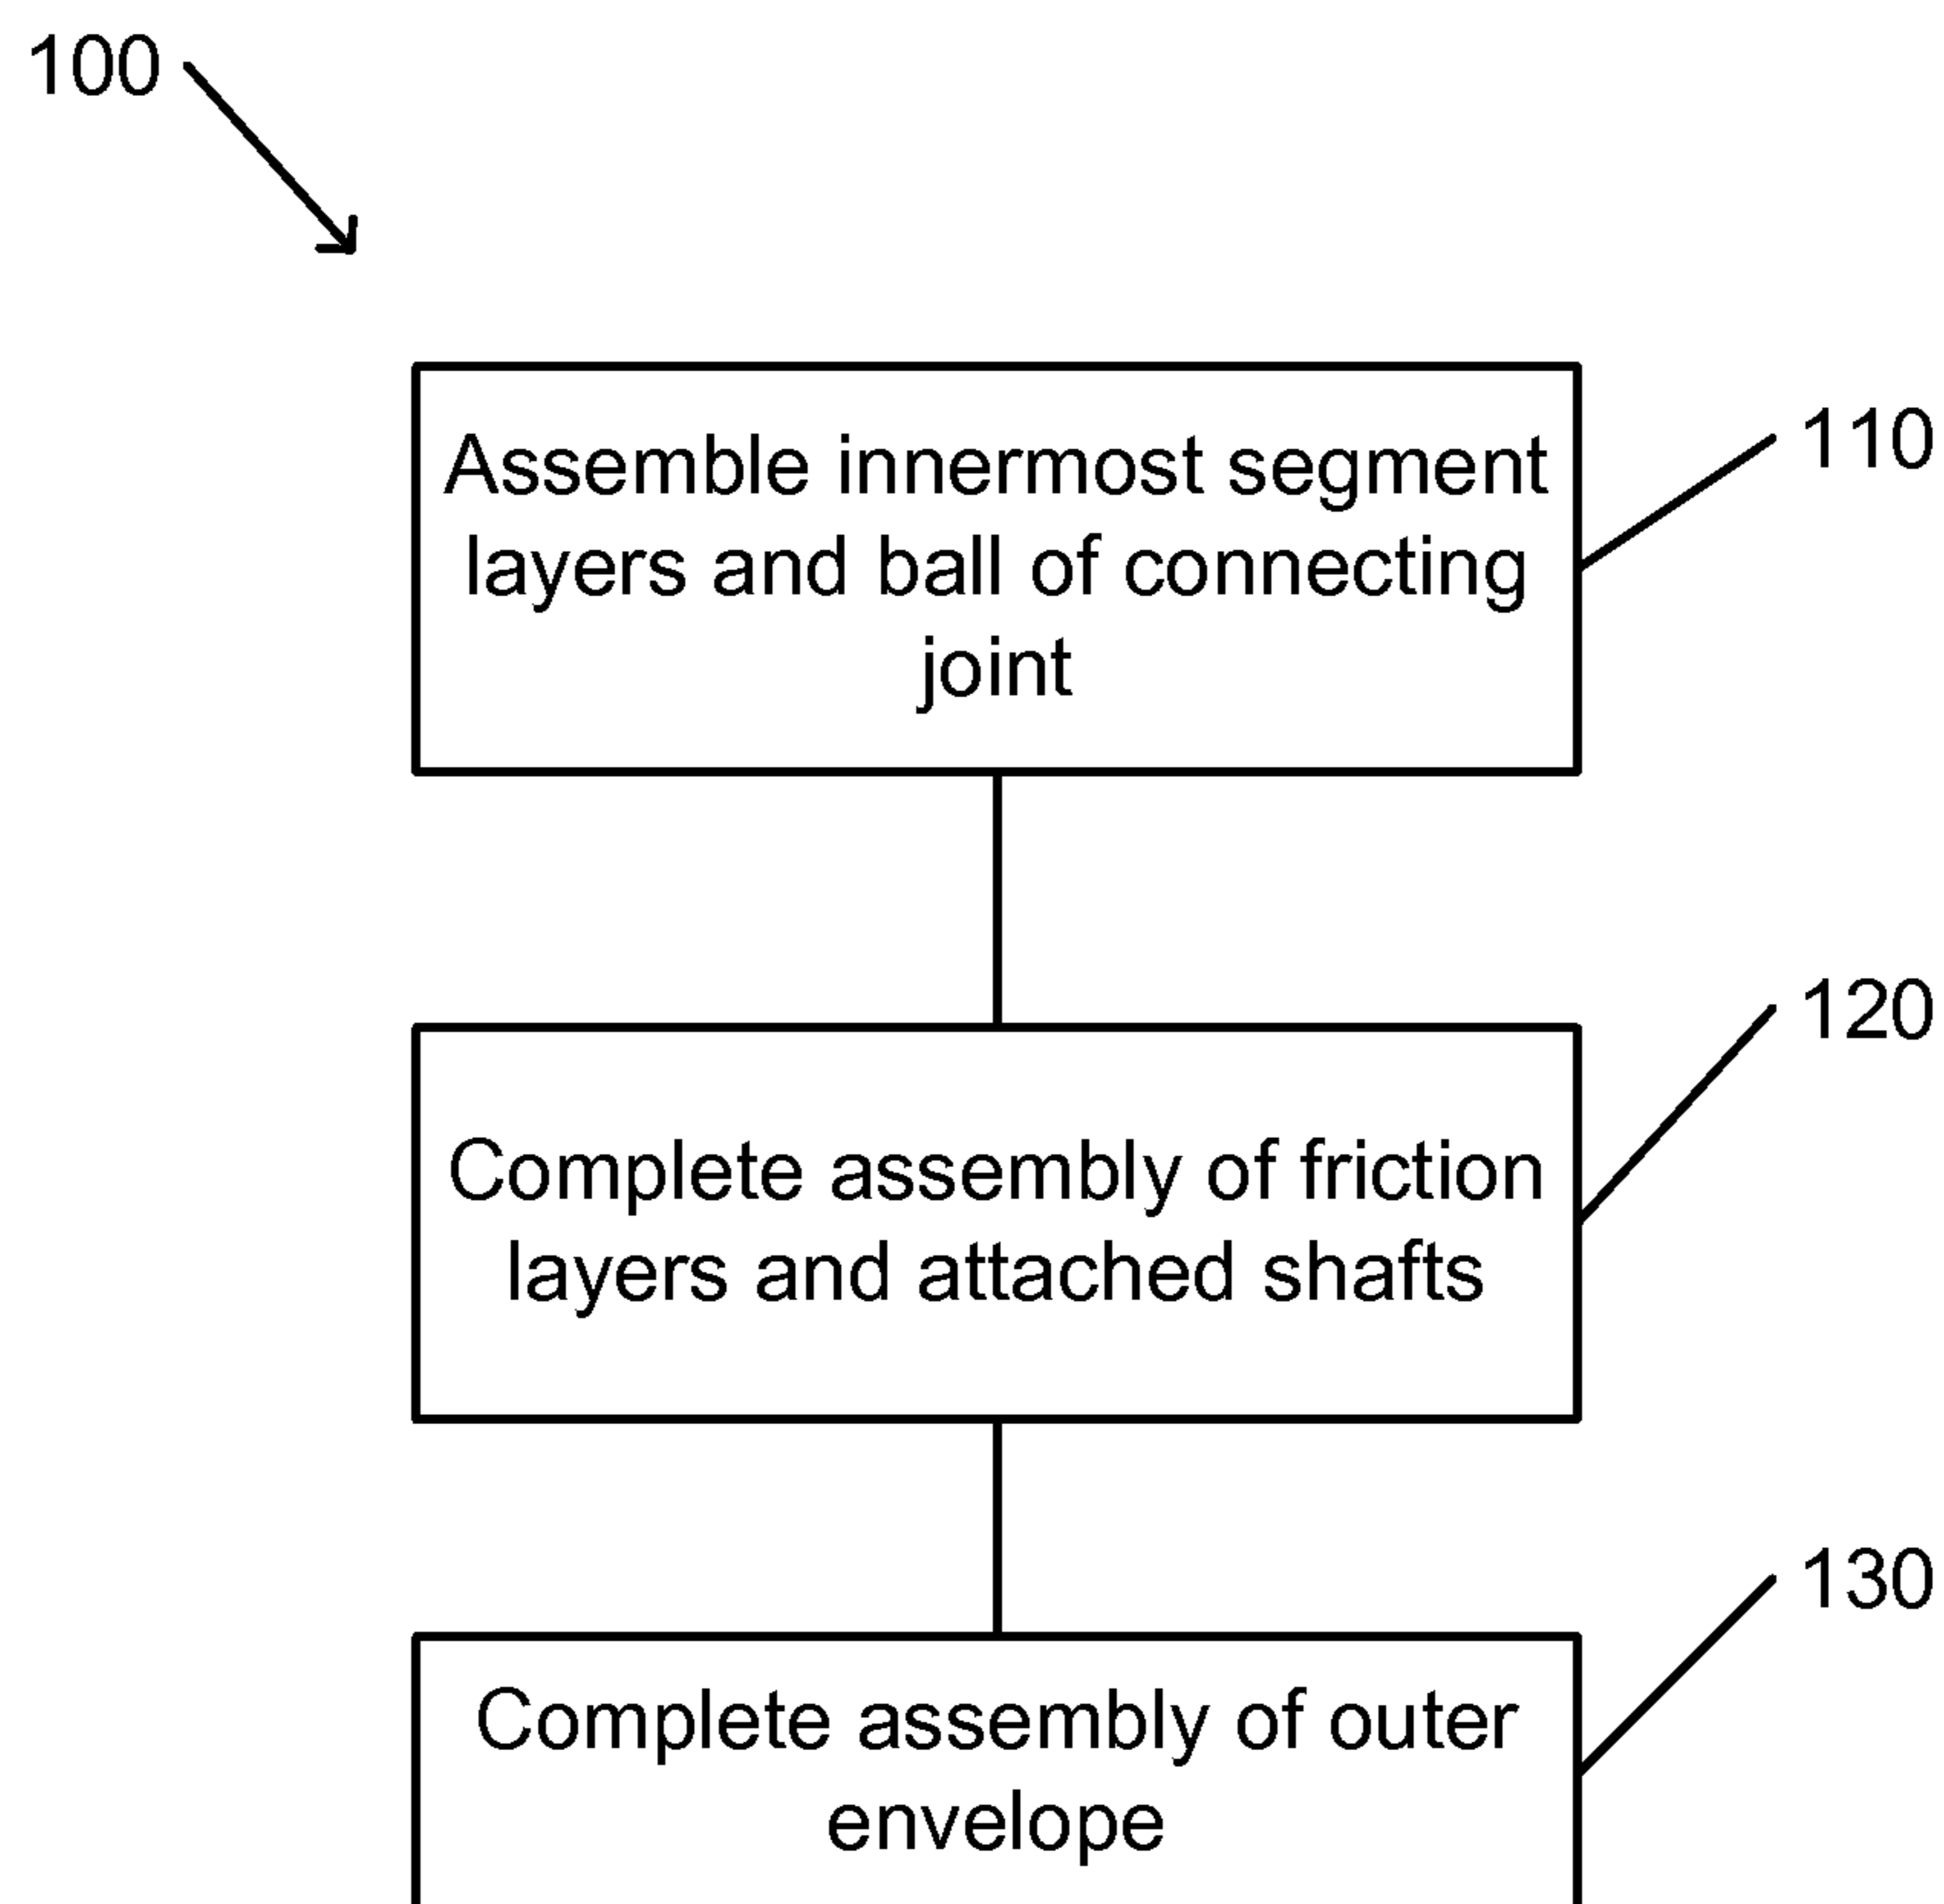 100
Assemble innermost segment
layers and ball of connecting
joint
110
Complete assembly of friction
layers and attached shafts
120
Complete assembly of outer
envelope
130